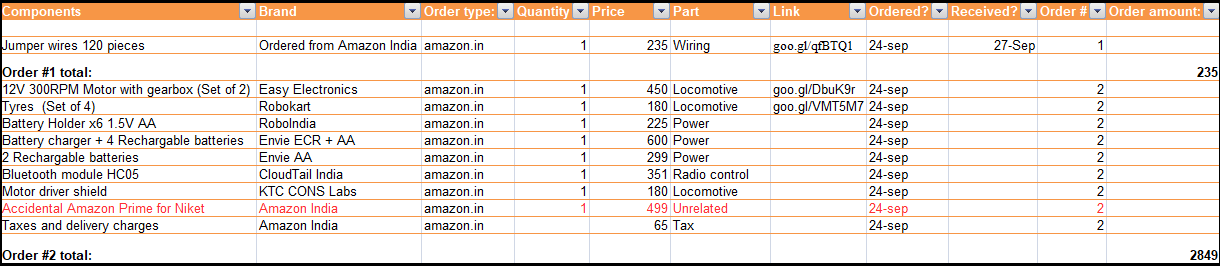 Components Brand Order type: Quantity Price Part Link Ordered? Received? Order # Order amount:
Jumper wires 120 pieces Ordered from Amazon India amazon.in 1 235 Wiring goo.gl/qfBTQ1 24-sep 27-Sep 1
Order #1 total: 235
12V 300RPM Motor with gearbox (Set of 2) Easy Electronics amazon.in 1 450 Locomotive goo.gl/DbuK9r 24-sep 2
Tyres (Set of 4) Robokart amazon.in 1 180 Locomotive goo.gl/VMT5M7 24-sep 2
Battery Holder x6 1.5V AA RoboIndia amazon.in 1 225 Power 24-sep 2
Battery charger + 4 Rechargable batteries Envie ECR + AA amazon.in 1 600 Power 24-sep 2
2 Rechargable batteries Envie AA amazon.in 1 299 Power 24-sep 2
Bluetooth module HC05 CloudTail India amazon.in 1 351 Radio control 24-sep 2
Motor driver shield KTC CONS Labs amazon.in 1 180 Locomotive 24-sep 2
Accidental Amazon Prime for Niket Amazon India amazon.in 1 499 Unrelated 24-sep 2
Taxes and delivery charges Amazon India amazon.in 65 Tax 24-sep 2
Order #2 total: 2849